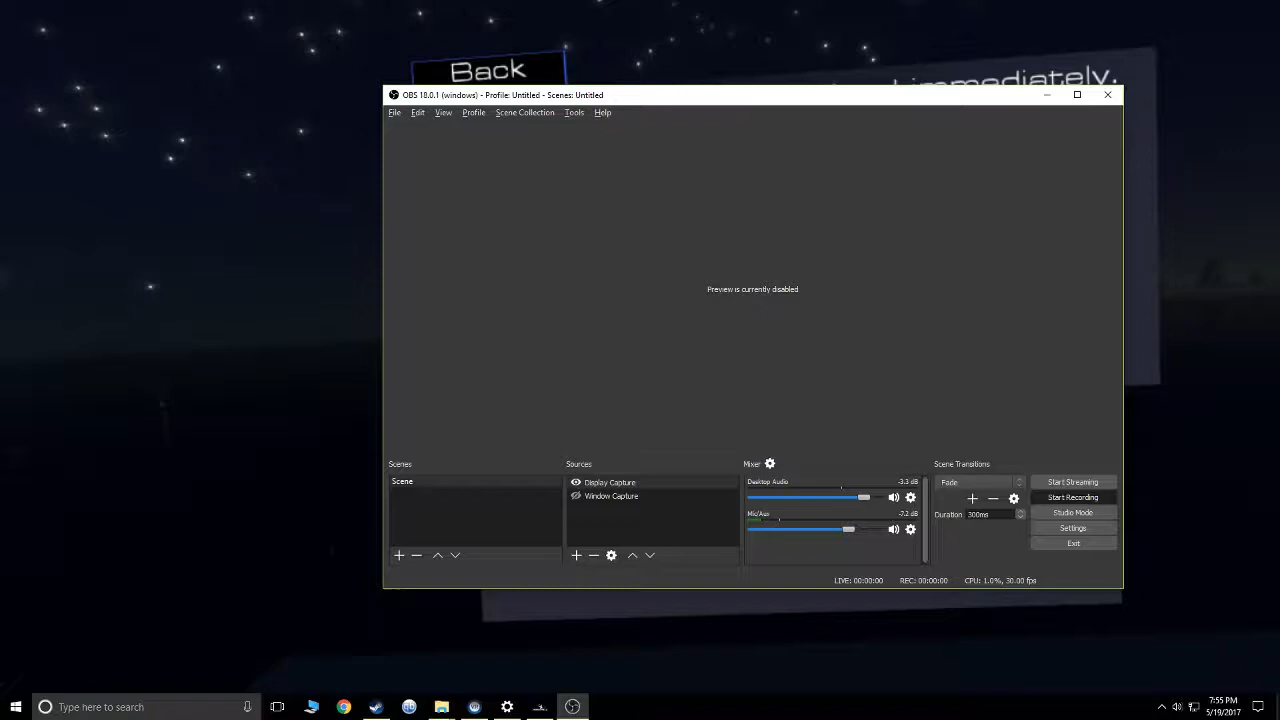 Back
immediately.
OBS 18.0.1 (windows) - Profile: Untitled - Scenes: Untitled
File Edit View Profile Scene Collection Tools Help
Preview is currently disabled
Scenes
Scene
Sources
Display Capture
Window Capture
Mixer
Desktop Audio -3.3 dB
Mic/Aux -7.2 dB
Scene Transitions
Fade
Duration 300ms
Start Streaming
Start Recording
Studio Mode
Settings
Exit
LIVE: 00:00:00 REC: 00:00:00 CPU: 1.0%, 30.00 fps
Type here to search
7:55 PM
5/19/2017